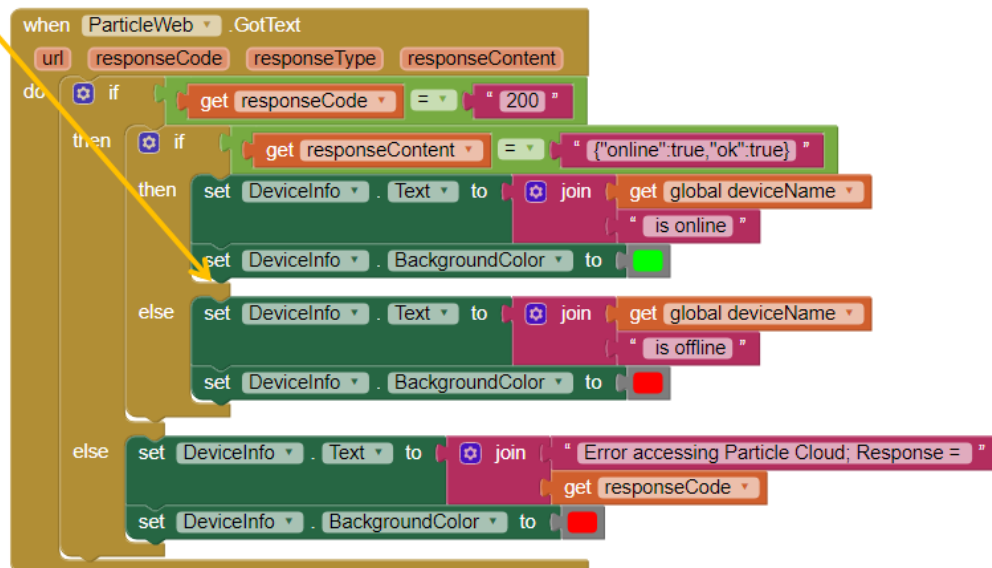 when ParticleWeb .GotText
url responseCode responseType responseContent
do if get responseCode = " 200 "
then if get responseContent = " {"online":true,"ok":true} "
then set DeviceInfo . Text to join get global deviceName
" is online "
set DeviceInfo . BackgroundColor to
else set DeviceInfo . Text to join get global deviceName
" is offline "
set DeviceInfo . BackgroundColor to
else set DeviceInfo . Text to join " Error accessing Particle Cloud; Response = "
get responseCode
set DeviceInfo . BackgroundColor to